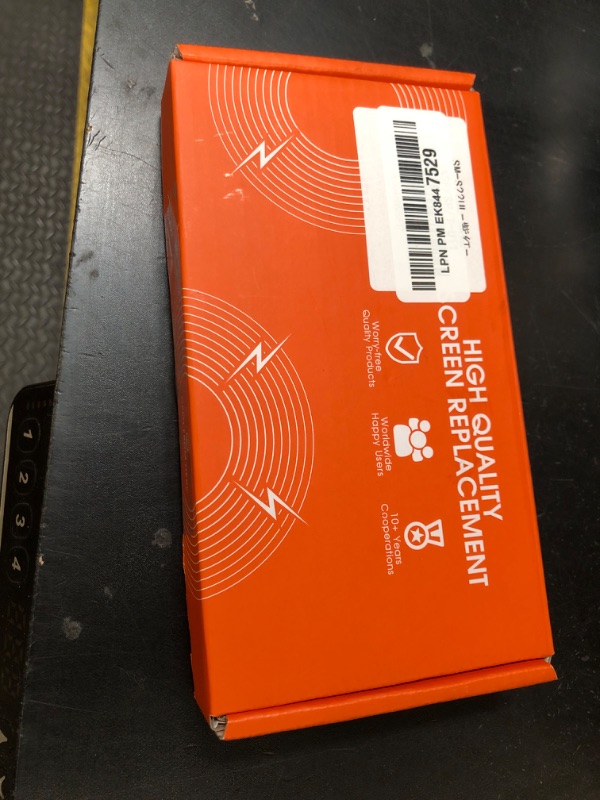 HIGH QUALITY
CREEN REPLACEMENT
Worry-free
Quality Products
Worldwide
Happy Users
10+ Years
Cooperations
LPN PM EK844 7529
1
2
3
4